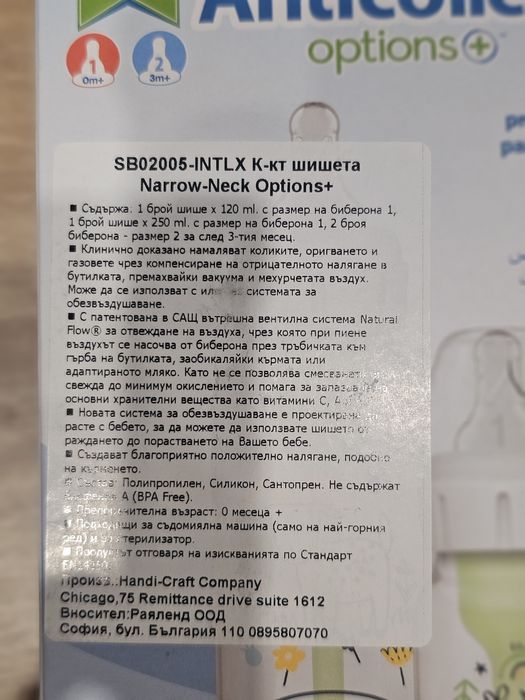 Anticolic
options+
1
2
0m+
3m+
SB02005-INTLX К-кт шишета
Narrow-Neck Options+
■ Съдържа: 1 брой шише x 120 ml. с размер на биберона 1,
1 брой шише x 250 ml. с размер на биберона 1, 2 броя
биберона - размер 2 за след 3-тия месец.
■ Клинично доказано намаляват коликите, оригването и
газовете чрез компенсиране на отрицателното налягане в
бутилката, премахвайки вакуума и мехурчетата въздух.
Може да се използват с или системата за
обезвъздушаване.
■ С патентована в САЩ вътрешна вентилна система Natural
Flow® за отвеждане на въздуха, чрез която при пиене
въздухът се насочва от биберона през тръбичката към
гърба на бутилката, заобикаляйки кърмата или
адаптираното мляко. Като не се позволява
свежда до минимум окислението и помага за
основни хранителни вещества като витамини C,
■ Новата система за обезвъздушаване е
расте с бебето, за да можете да използвате шишето
раждането до порастването на Вашето бебе.
■ Създават благоприятно положително налягане,
на кърменето.
Полипропилен, Силикон, Сантопрен. Не съдържат
А (BPA Free).
възраст: 0 месеца +
за съдомиялна машина (само на най-горния
ред) и
отговаря на изискванията по Стандарт
Произв.:Handi-Craft Company
Chicago,75 Remittance drive suite 1612
Вносител:Раяленд ООД
София, бул. България 110 0895807070